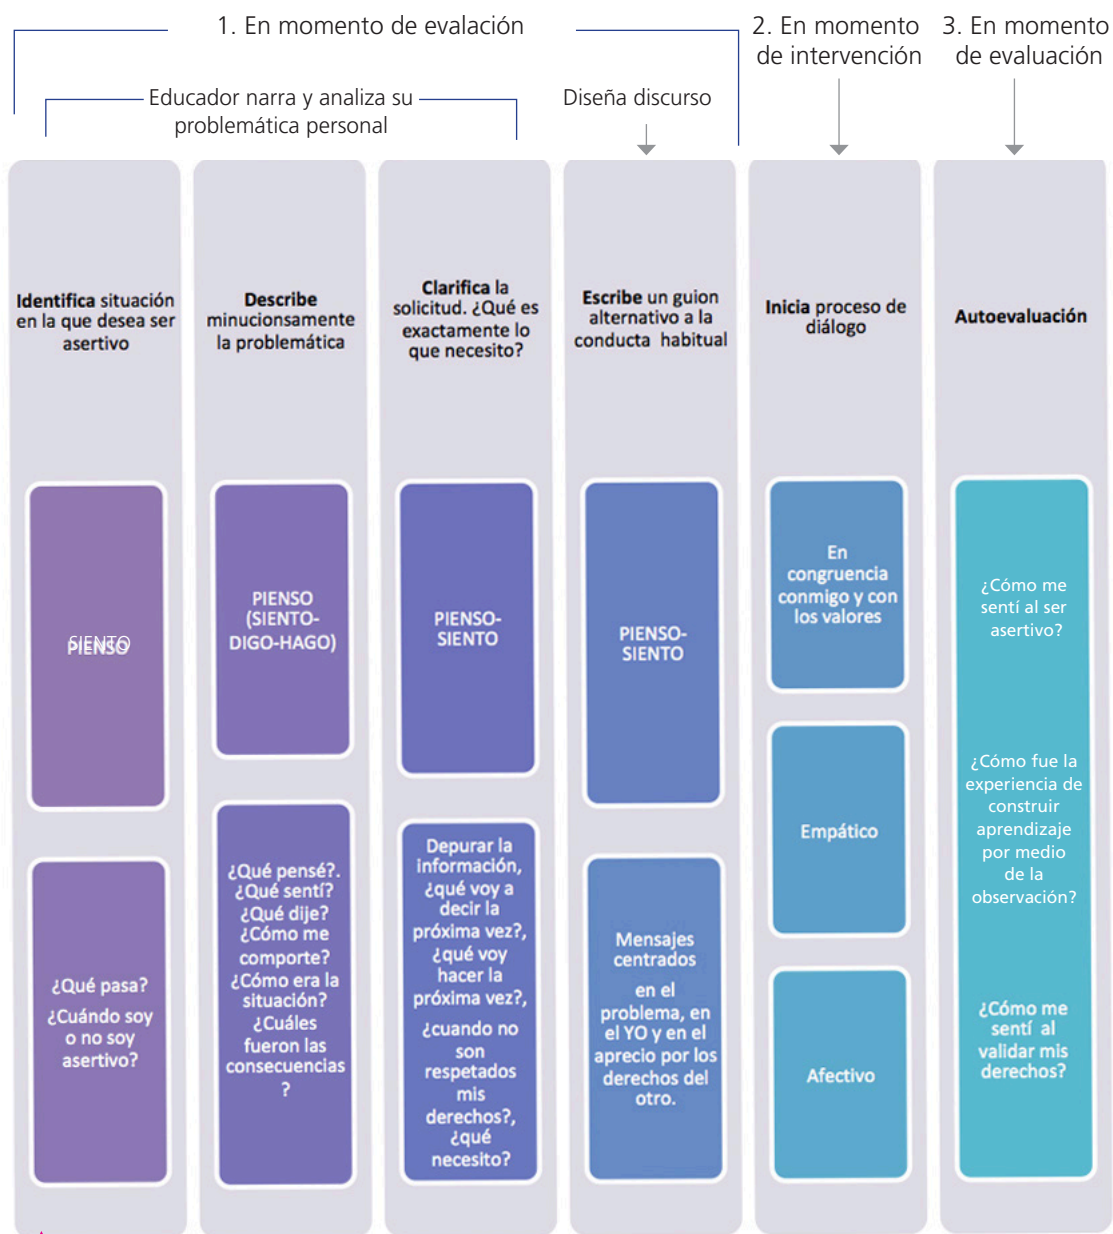 1. En momento de evalación
2. En momento
de intervención
3. En momento
de evaluación
Educador narra y analiza su
problemática personal
Diseña discurso
Identifica situación
en la que desea ser
asertivo
Describe
minucionsamente
la problemática
Clarifica la
solicitud. ¿Qué es
exactamente lo
que necesito?
Escribe un guion
alternativo a la
conducta habitual
Inicia proceso de
diálogo
Autoevaluación
SIENTO
PIENSO
¿Qué pasa?
¿Cuándo soy
o no soy
asertivo?
PIENSO
(SIENTO-
DIGO-HAGO)
¿Qué pensé?.
¿Qué sentí?
¿Qué dije?
¿Cómo me
comporte?
¿Cómo era la
situación?
¿Cuáles
fueron las
consecuencias
?
PIENSO-
SIENTO
Depurar la
información,
¿qué voy a
decir la
próxima vez?,
¿qué voy
hacer la
próxima vez?,
¿cuando no
son
respetados
mis
derechos?,
¿qué
necesito?
PIENSO-
SIENTO
Mensajes
centrados
en el
problema, en
el YO y en el
aprecio por los
derechos del
otro.
En
congruencia
conmigo y con
los valores
Empático
Afectivo
¿Cómo me
sentí al ser
asertivo?
¿Cómo fue la
experiencia de
construir
aprendizaje
por medio
de la
observación?
¿Cómo me
sentí al
validar mis
derechos?